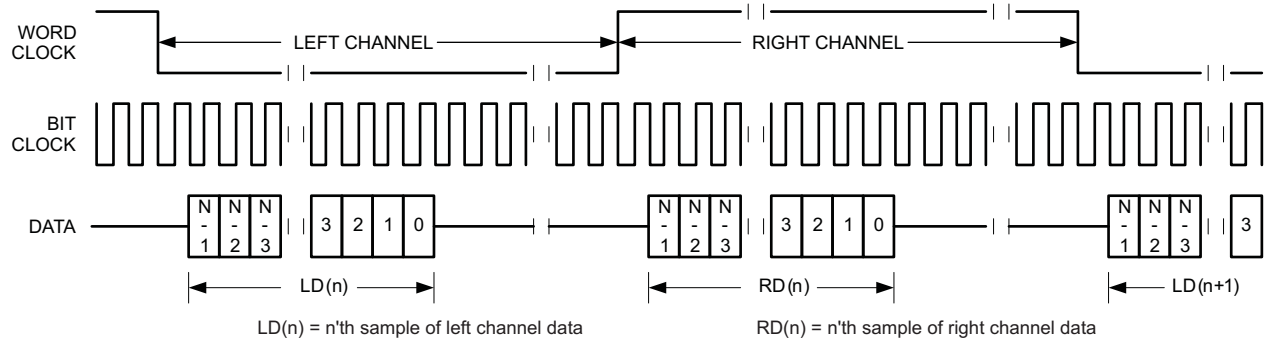 WORD CLOCK
LEFT CHANNEL
RIGHT CHANNEL
BIT CLOCK
DATA
N-1 N-2 N-3 3 2 1 0 N-1 N-2 N-3 3 2 1 0 N-1 N-2 N-3 3
LD(n) RD(n) LD(n+1)
LD(n) = n'th sample of left channel data
RD(n) = n'th sample of right channel data